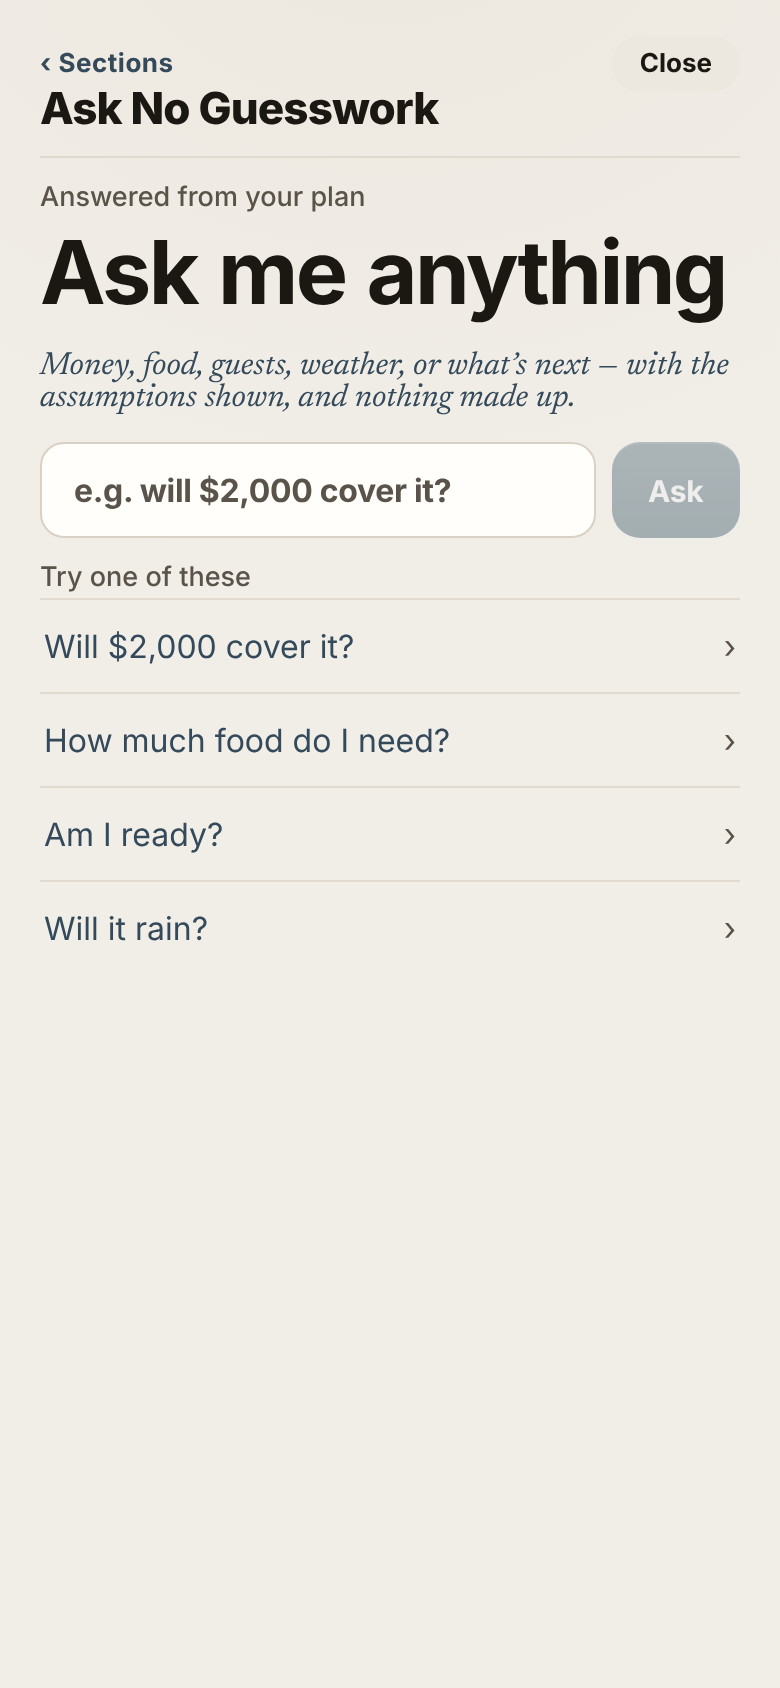 ‹ Sections
Close
Ask No Guesswork
Answered from your plan
Ask me anything
Money, food, guests, weather, or what’s next – with the
assumptions shown, and nothing made up.
e.g. will $2,000 cover it?
Ask
Try one of these
Will $2,000 cover it? ›
How much food do I need? ›
Am I ready? ›
Will it rain? ›